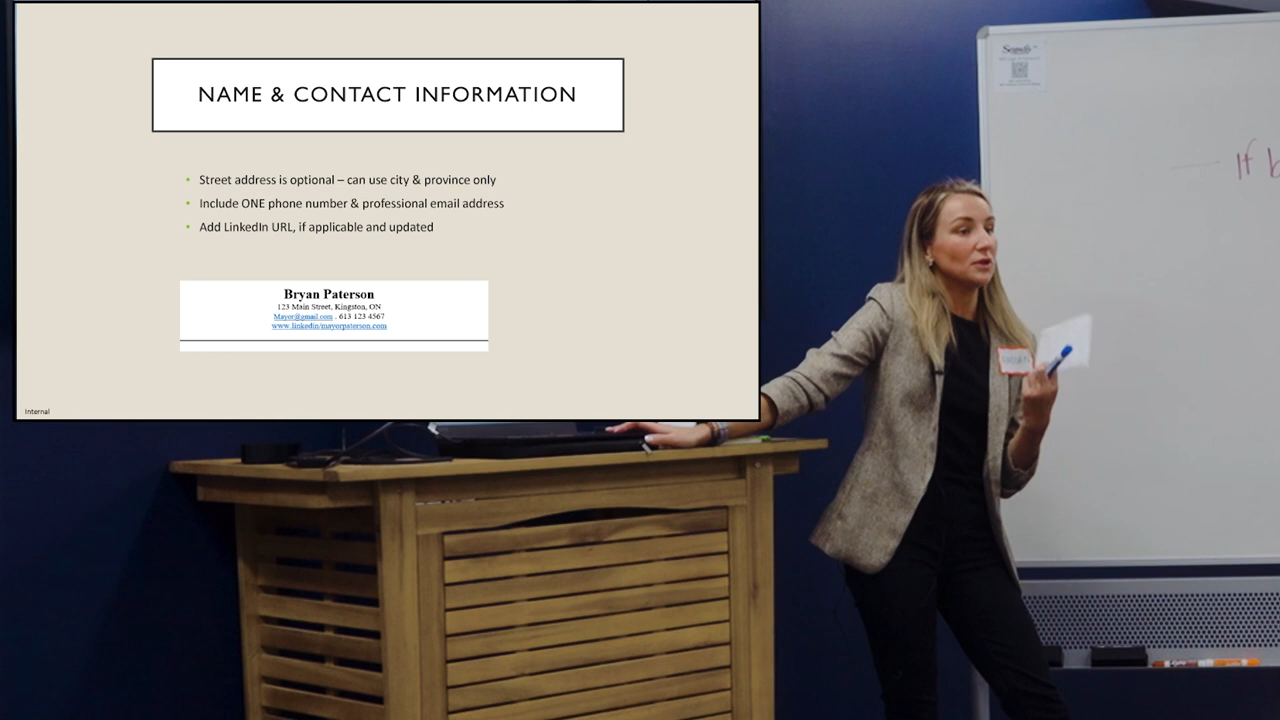 NAME & CONTACT INFORMATION
• Street address is optional – can use city & province only
• Include ONE phone number & professional email address
• Add LinkedIn URL, if applicable and updated
Bryan Paterson
123 Main Street, Kingston, ON
Mayor@gmail.com . 613 123 4567
www.linkedin/mayorpaterson.com
Internal
If b